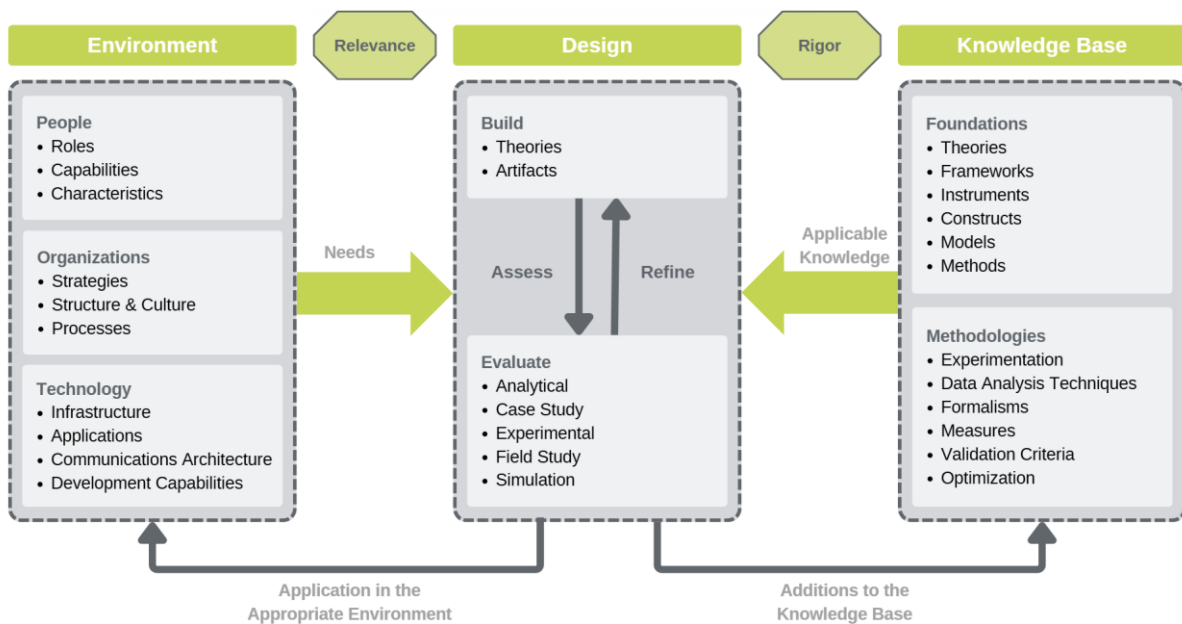 Environment
Relevance
Design
Rigor
Knowledge Base
People
• Roles
• Capabilities
• Characteristics
Organizations
• Strategies
• Structure & Culture
• Processes
Technology
• Infrastructure
• Applications
• Communications Architecture
• Development Capabilities
Needs
Build
• Theories
• Artifacts
Assess
Refine
Evaluate
• Analytical
• Case Study
• Experimental
• Field Study
• Simulation
Applicable
Knowledge
Foundations
• Theories
• Frameworks
• Instruments
• Constructs
• Models
• Methods
Methodologies
• Experimentation
• Data Analysis Techniques
• Formalisms
• Measures
• Validation Criteria
• Optimization
Application in the
Appropriate Environment
Additions to the
Knowledge Base